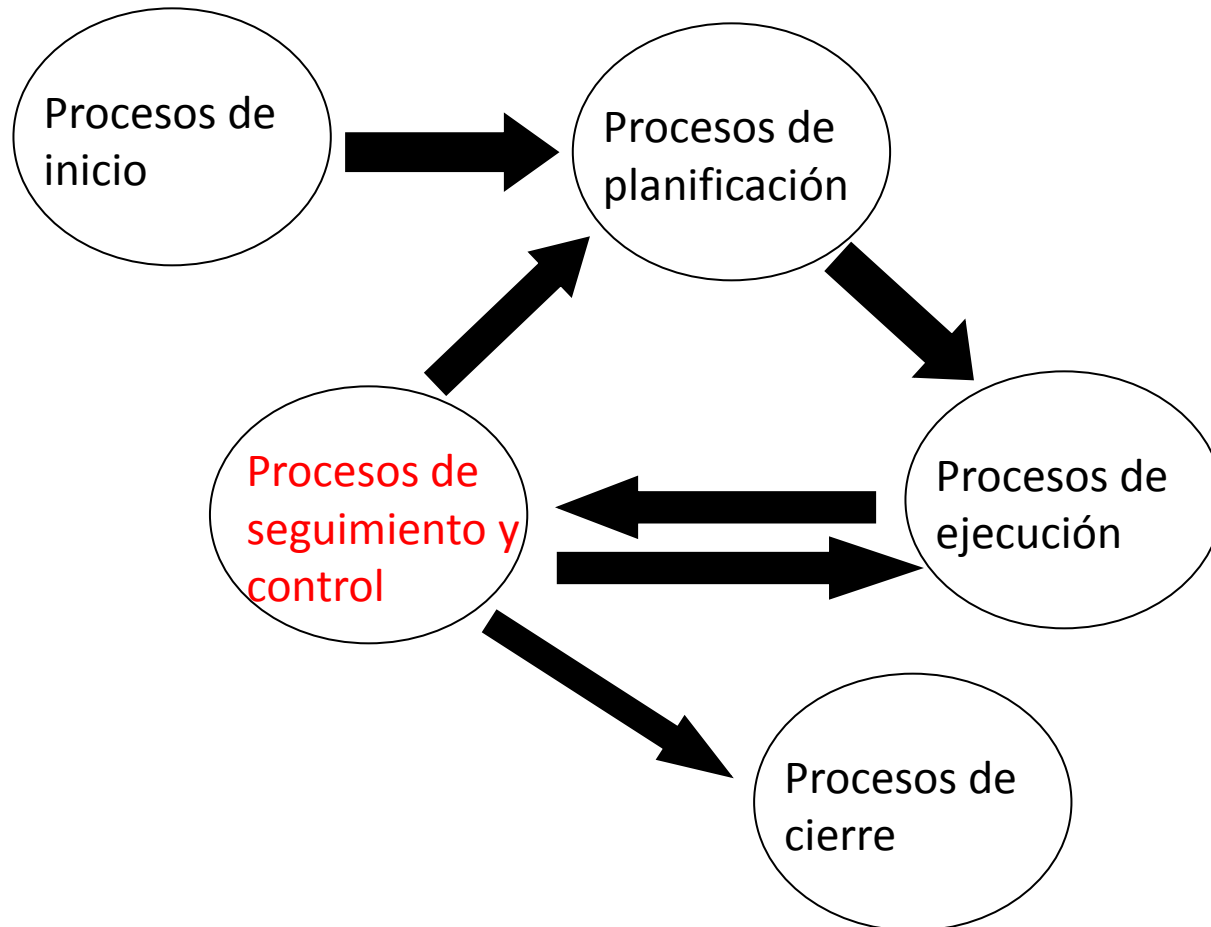 Procesos de
inicio
Procesos de
planificación
Procesos de
seguimiento y
control
Procesos de
ejecución
Procesos de
cierre